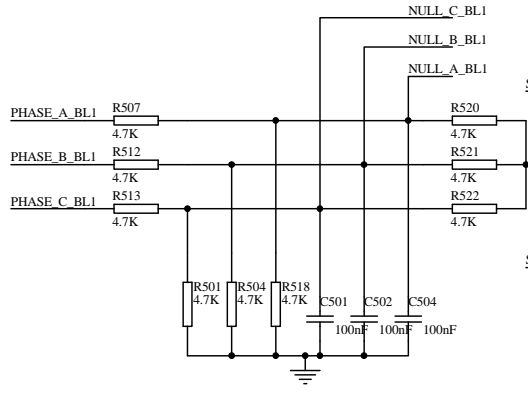 NULL_C_BL1
NULL_B_BL1
NULL_A_BL1
R507
R520
PHASE_A_BL1
4.7K
4.7K
R512
R521
PHASE_B_BL1
4.7K
4.7K
R513
R522
PHASE_C_BL1
4.7K
4.7K
R501
R504
R518
4.7K
4.7K
4.7K
C501
C502
C504
100nF
100nF
100nF